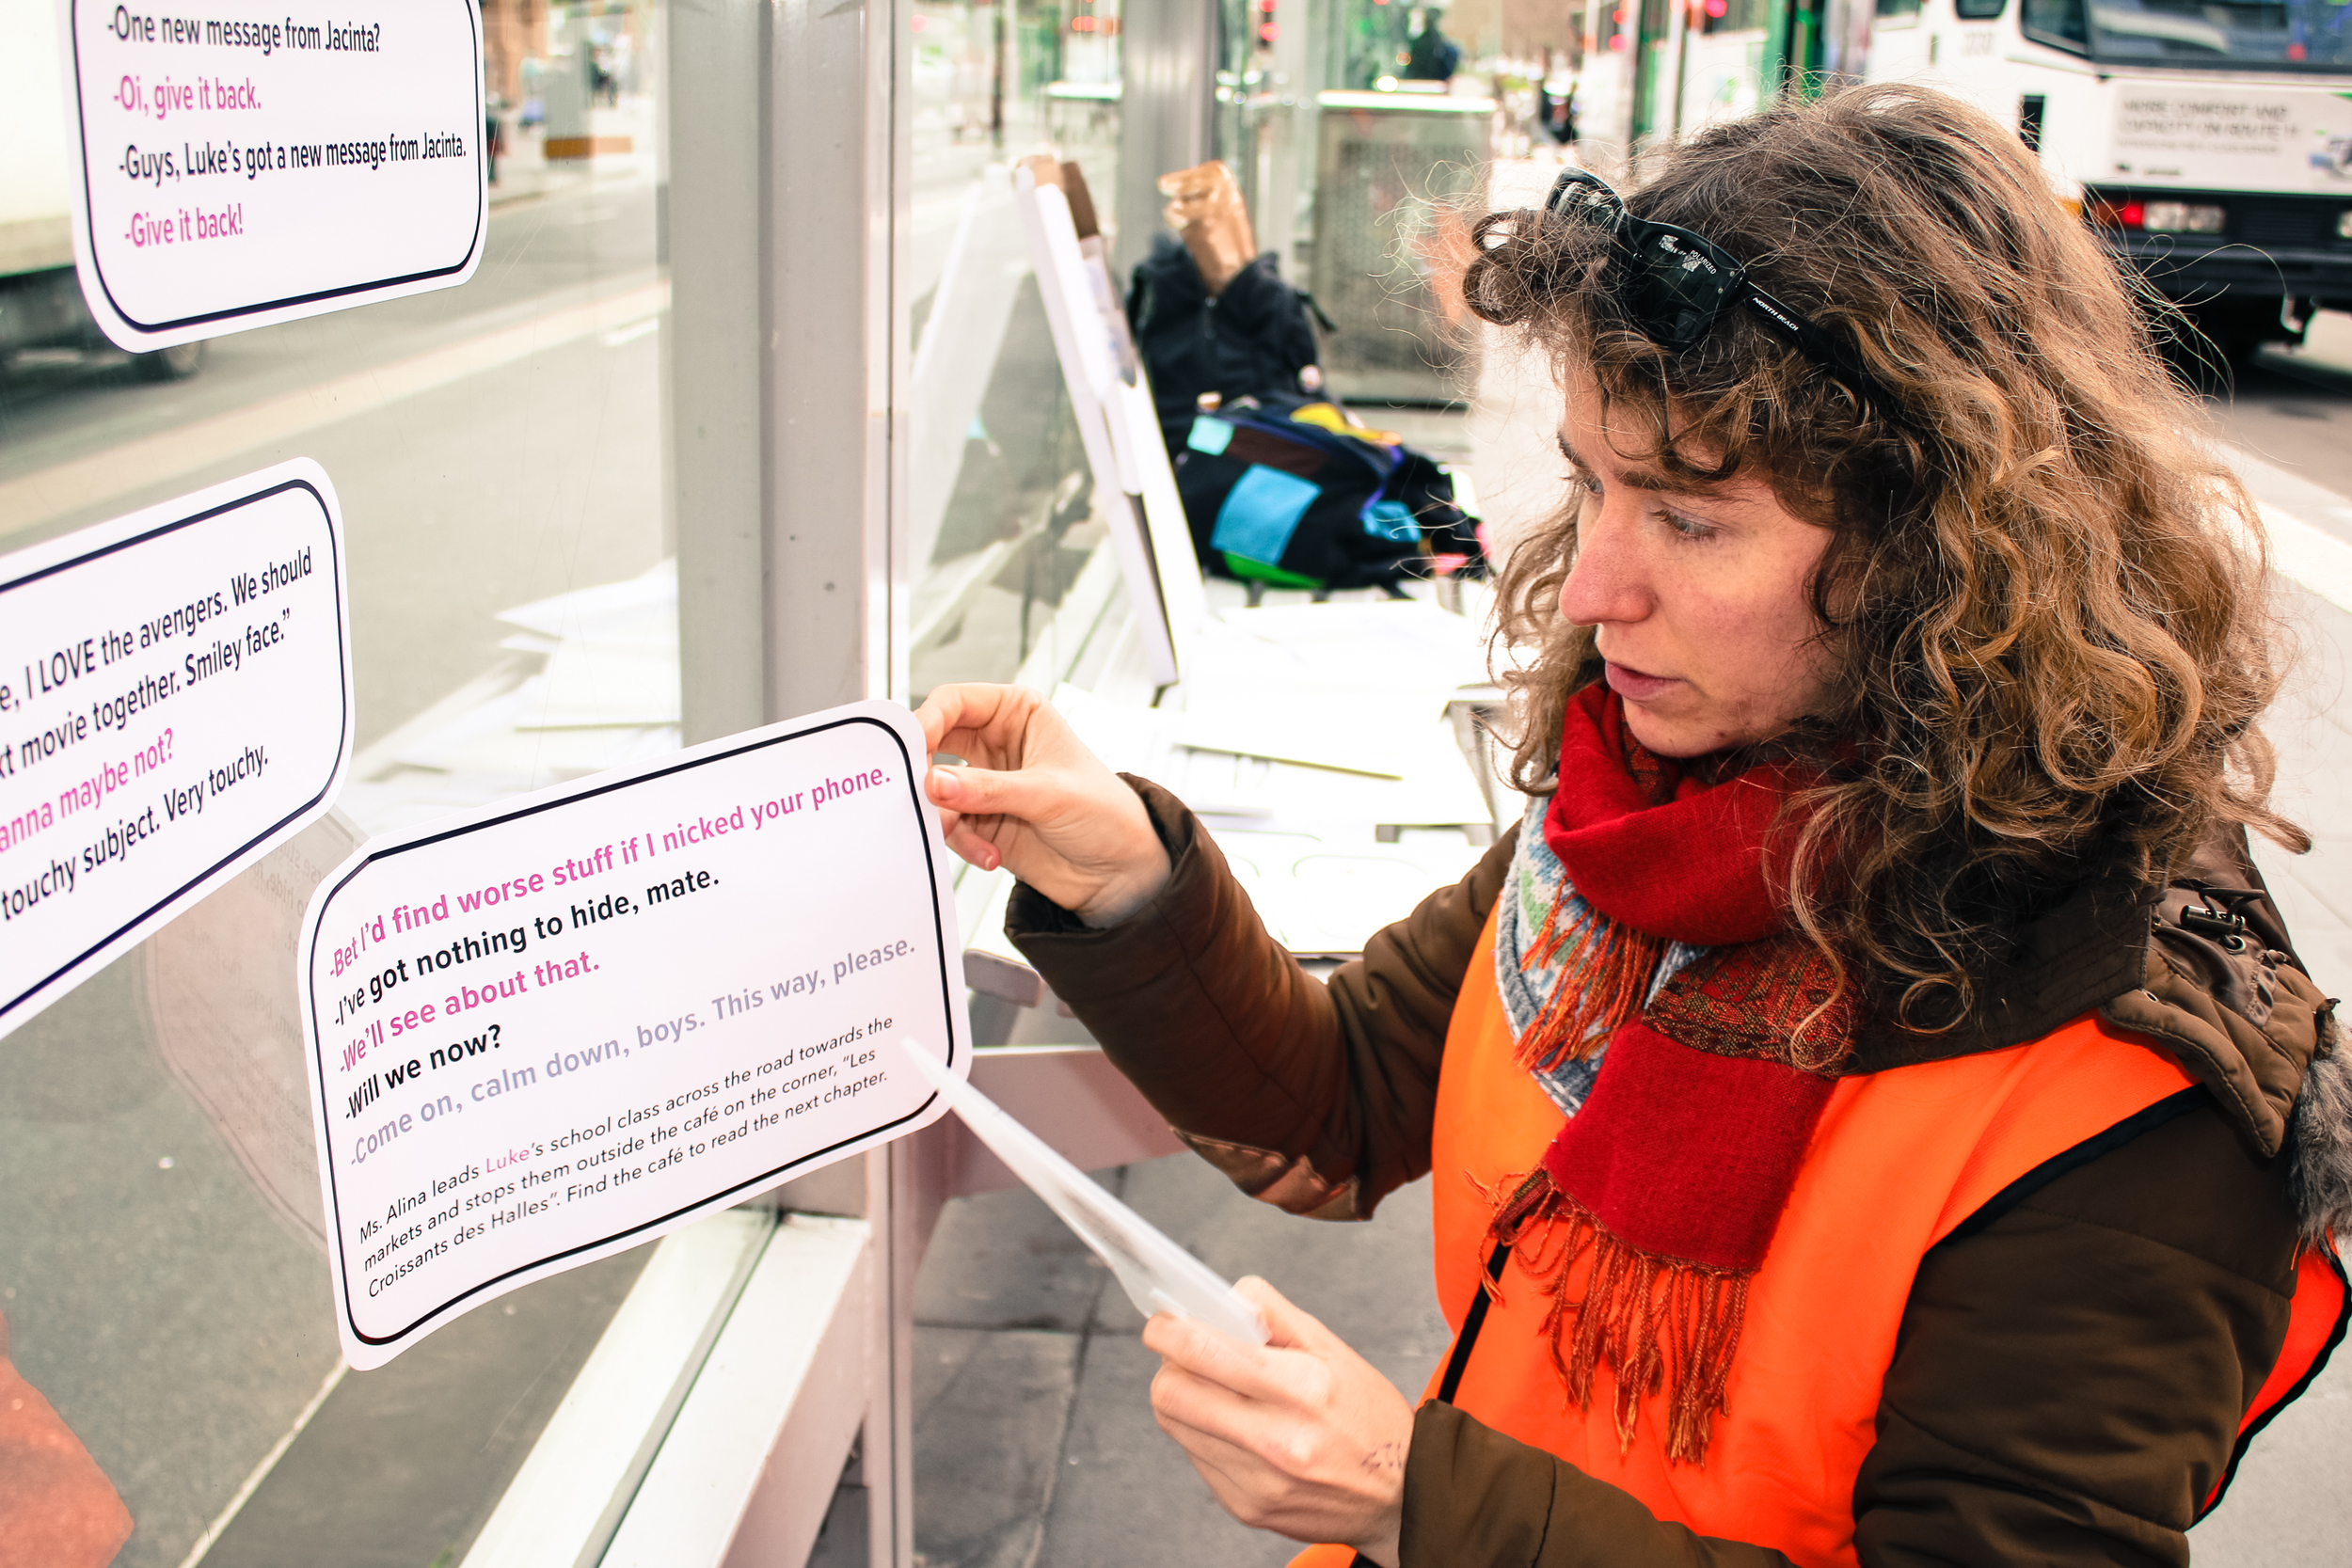 -One new message from Jacinta?
-Oi, give it back.
-Guys, Luke's got a new message from Jacinta.
-Give it back!
e, I LOVE the avengers. We should
xt movie together. Smiley face."
anna maybe not?
touchy subject. Very touchy.
-Bet I'd find worse stuff if I nicked your phone.
-I've got nothing to hide, mate.
-We'll see about that.
-Will we now?
-Come on, calm down, boys. This way, please.
Ms. Alina leads Luke's school class across the road towards the
markets and stops them outside the café on the corner, "Les
Croissants des Halles". Find the café to read the next chapter.
POLARIZED
NORTH BEACH
MORE COMFORT AND
CAPACITY ON ROUTE